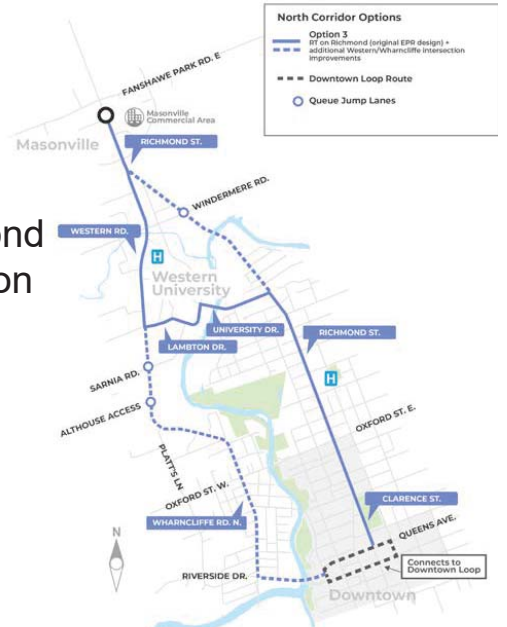 North Corridor Options
Option 3
RT on Richmond (original EPR design) +
additional Western/Wharncliffe intersection
improvements
Downtown Loop Route
Queue Jump Lanes
FANSHAWE PARK RD. E
Masonville
Commercial Area
Masonville
RICHMOND ST.
WINDERMERE RD.
ond
on
WESTERN RD.
H
Western
University
UNIVERSITY DR.
LAMBTON DR.
RICHMOND ST.
SARNIA RD.
H
ALTHOUSE ACCESS
OXFORD ST. E.
PLATT'S LN
OXFORD ST. W.
CLARENCE ST.
WHARNCLIFFE RD. N.
QUEENS AVE.
N
Connects to
Downtown Loop
RIVERSIDE DR.
Downtown